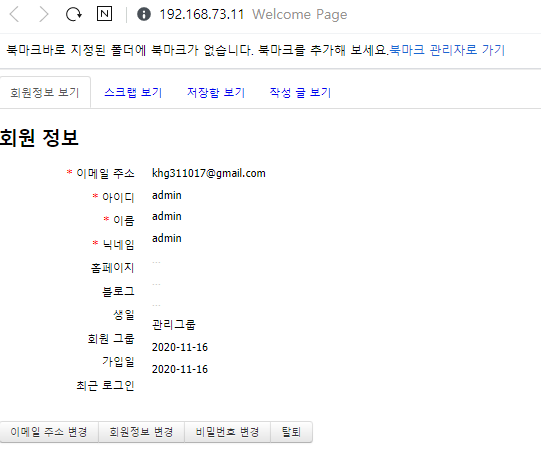 192.168.73.11 Welcome Page
북마크바로 지정된 폴더에 북마크가 없습니다. 북마크를 추가해 보세요.북마크 관리자로 가기
회원정보 보기 스크랩 보기 저장함 보기 작성 글 보기
회원 정보
* 이메일 주소 khg311017@gmail.com
* 아이디 admin
* 이름 admin
* 닉네임 admin
홈페이지 ...
블로그 ...
생일 ...
회원 그룹 관리그룹
가입일 2020-11-16
최근 로그인 2020-11-16
이메일 주소 변경 회원정보 변경 비밀번호 변경 탈퇴